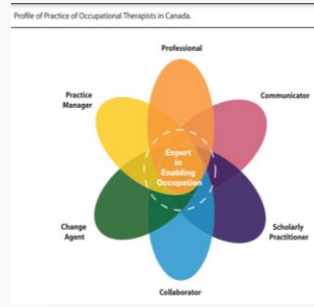 Profile of Practice of Occupational Therapists in Canada.
Professional
Practice
Manager
Communicator
Expert
in
Enabling
Occupation
Change
Agent
Scholarly
Practitioner
Collaborator